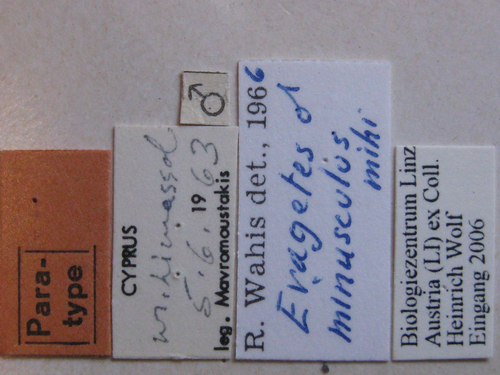 Para-
type
CYPRUS
5.6.1963
leg. Mavromoustakis
♂
R. Wahis det., 1966
Evagetes ♂
minusculus
mihi
Biologiezentrum Linz
Austria (LI) ex Coll.
Heinrich Wolf
Eingang 2006